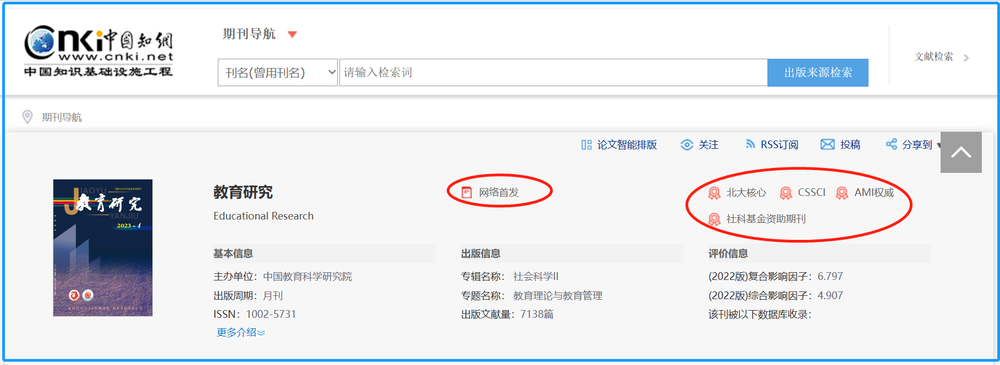 期刊导航
cnki中国知網
www.cnki.net
中国知识基础设施工程
刊名(曾用刊名)
请输入检索词
出版来源检索
文献检索
期刊导航
论文智能排版
关注
RSS订阅
投稿
分享到
JIAOYU
教育研究
YANJIU
2023-4
EDUCATIONAL RESEARCH
教育研究
网络首发
北大核心 CSSCI AMI权威
Educational Research
社科基金资助期刊
基本信息
主办单位：中国教育科学研究院
出版周期：月刊
ISSN：1002-5731
更多介绍
出版信息
专辑名称：社会科学II
专题名称：教育理论与教育管理
出版文献量：7138篇
评价信息
(2022版)复合影响因子：6.797
(2022版)综合影响因子：4.907
该刊被以下数据库收录：